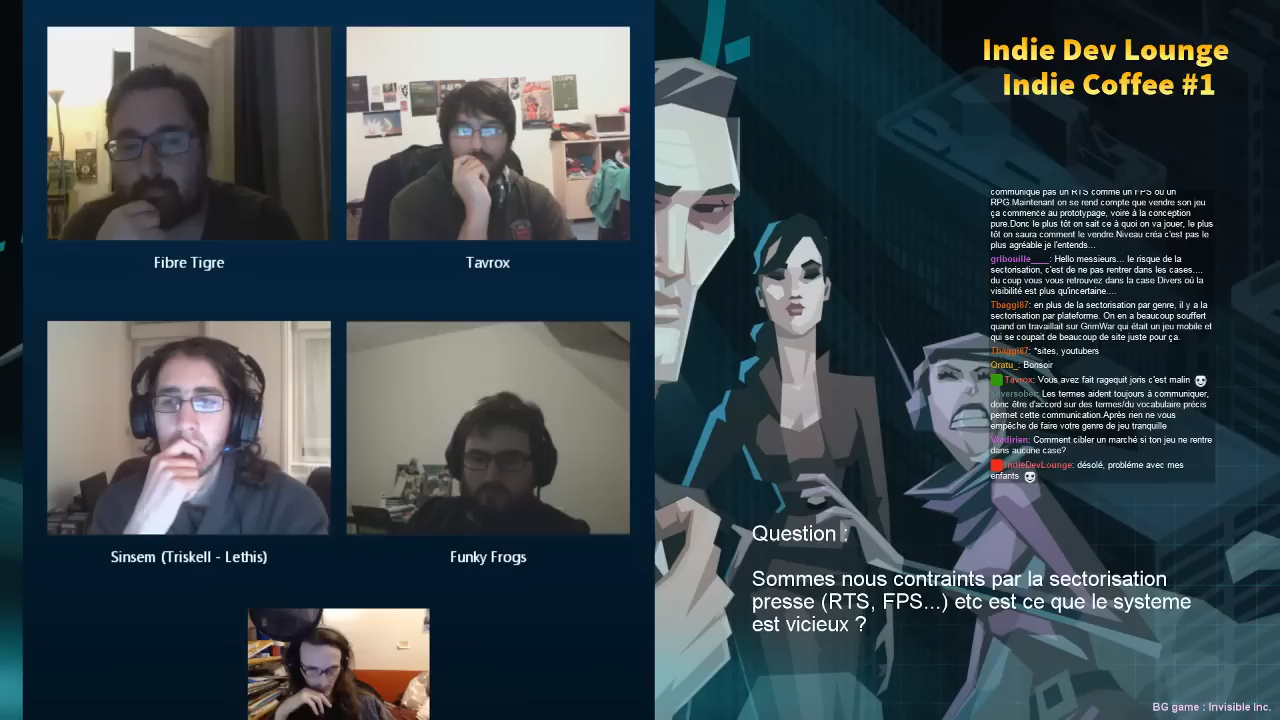 Indie Dev Lounge
Indie Coffee #1
Fibre Tigre
Tavrox
Sinsem (Triskell - Lethis)
Funky Frogs
communique pas un RTS comme un FPS ou un
RPG.Maintenant on se rend compte que vendre son jeu
ça commence au prototypage, voire à la conception
pure.Donc le plus tôt on sait ce à quoi on va jouer, le plus
tôt on saura comment le vendre.Niveau créa c'est pas le
plus agréable je l'entends...
gribouille____: Hello messieurs... le risque de la
sectorisation, c'est de ne pas rentrer dans les cases....
du coup vous vous retrouvez dans la case Divers où la
visibilité est plus qu'incertaine....
Tbaggi87: en plus de la sectorisation par genre, il y a la
sectorisation par plateforme. On en a beaucoup souffert
quand on travaillait sur GrimWar qui était un jeu mobile et
qui se coupait de beaucoup de site juste pour ça.
Tbaggi87: *sites, youtubers
Qratu_: Bonsoir
Tavrox: Vous avez fait ragequit joris c'est malin
Les termes aident toujours à communiquer,
donc être d'accord sur des termes/du vocabulaire précis
permet cette communication.Après rien ne vous
empêche de faire votre genre de jeu tranquille
Comment cibler un marché si ton jeu ne rentre
dans aucune case?
IndieDevLounge: désolé, problème avec mes
enfants
Question :
Sommes nous contraints par la sectorisation
presse (RTS, FPS...) etc est ce que le systeme
est vicieux ?
BG game : Invisible Inc.